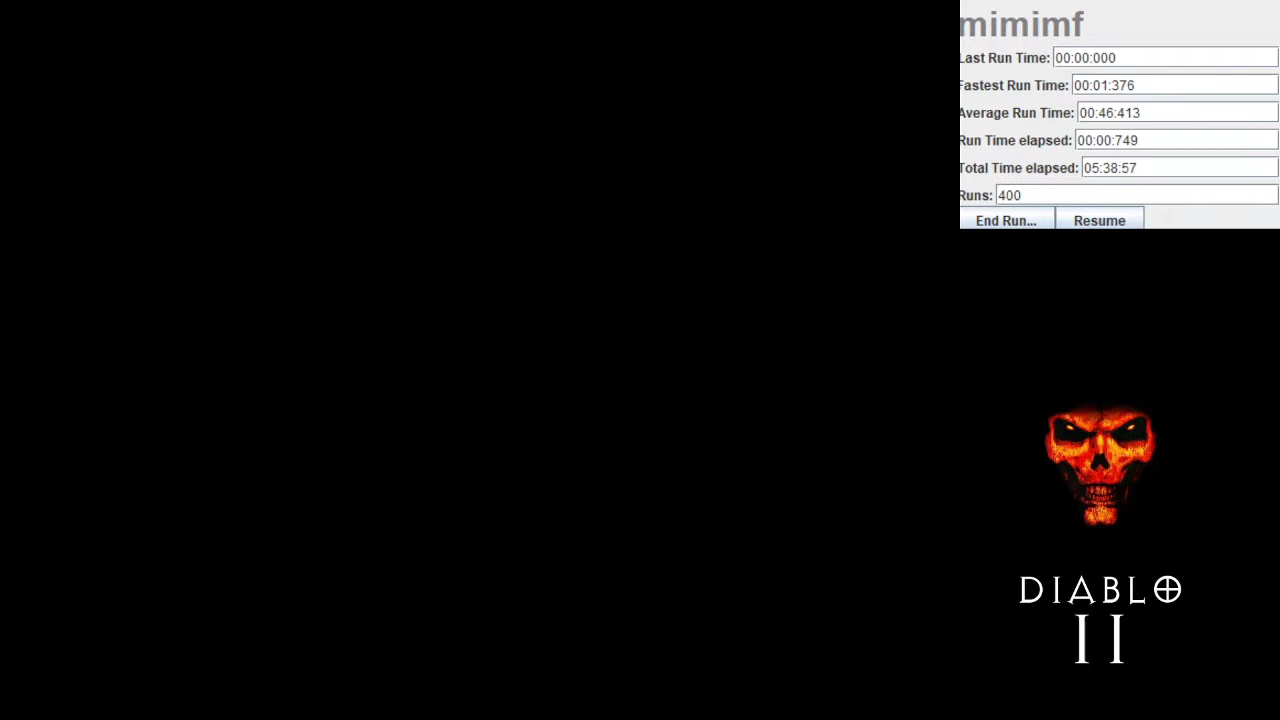 mimimf
Last Run Time: 00:00:000
Fastest Run Time: 00:01:376
Average Run Time: 00:46:413
Run Time elapsed: 00:00:749
Total Time elapsed: 05:38:57
Runs: 400
End Run... Resume
DIABLO
II